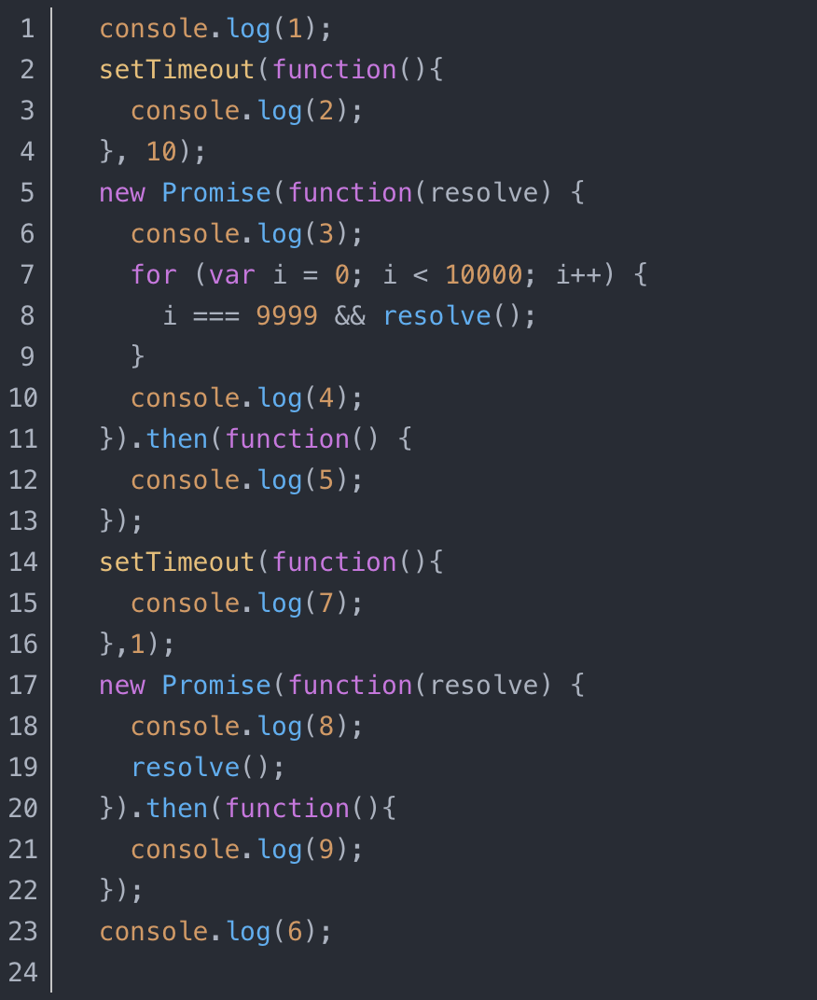 1 console.log(1);
2 setTimeout(function(){
3   console.log(2);
4 }, 10);
5 new Promise(function(resolve) {
6   console.log(3);
7   for (var i = 0; i < 10000; i++) {
8     i === 9999 && resolve();
9   }
10   console.log(4);
11 }).then(function() {
12   console.log(5);
13 });
14 setTimeout(function(){
15   console.log(7);
16 },1);
17 new Promise(function(resolve) {
18   console.log(8);
19   resolve();
20 }).then(function(){
21   console.log(9);
22 });
23 console.log(6);
24